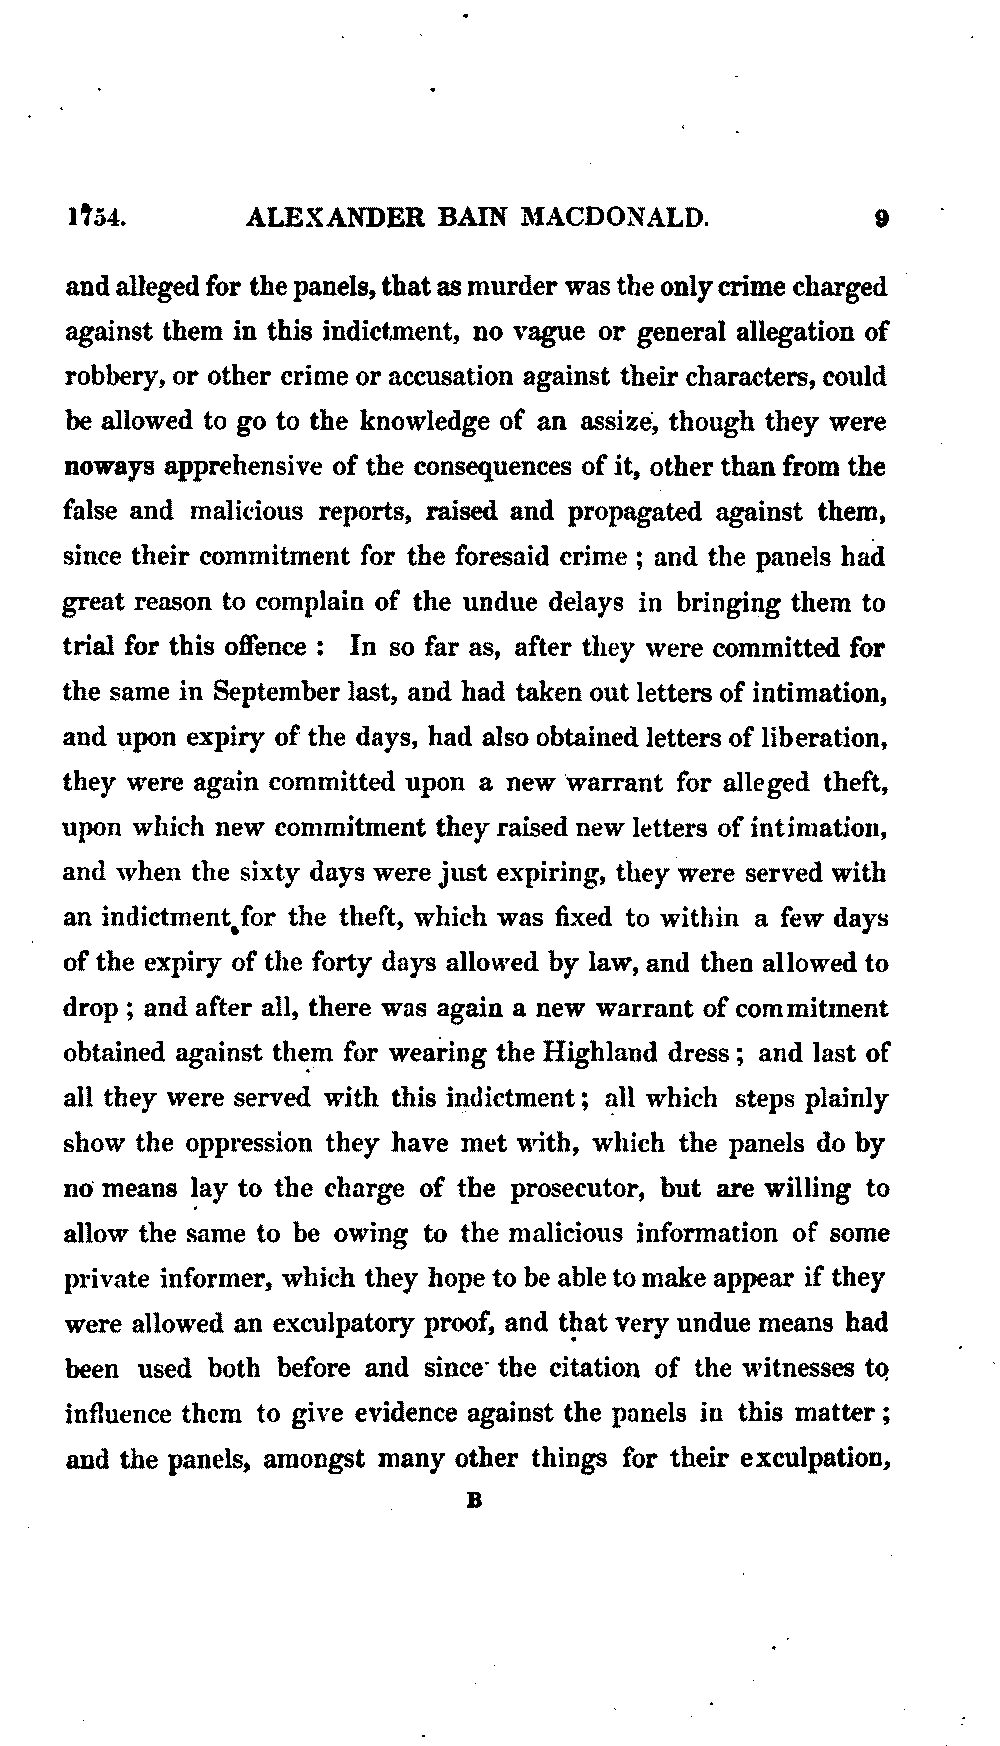 1754. ALEXANDER BAIN MACDONALD. 9
and alleged for the panels, that as murder was the only crime charged
against them in this indictment, no vague or general allegation of
robbery, or other crime or accusation against their characters, could
be allowed to go to the knowledge of an assize, though they were
noways apprehensive of the consequences of it, other than from the
false and malicious reports, raised and propagated against them,
since their commitment for the foresaid crime ; and the panels had
great reason to complain of the undue delays in bringing them to
trial for this offence : In so far as, after they were committed for
the same in September last, and had taken out letters of intimation,
and upon expiry of the days, had also obtained letters of liberation,
they were again committed upon a new warrant for alleged theft,
upon which new commitment they raised new letters of intimation,
and when the sixty days were just expiring, they were served with
an indictment for the theft, which was fixed to within a few days
of the expiry of the forty days allowed by law, and then allowed to
drop ; and after all, there was again a new warrant of commitment
obtained against them for wearing the Highland dress ; and last of
all they were served with this indictment ; all which steps plainly
show the oppression they have met with, which the panels do by
no means lay to the charge of the prosecutor, but are willing to
allow the same to be owing to the malicious information of some
private informer, which they hope to be able to make appear if they
were allowed an exculpatory proof, and that very undue means had
been used both before and since the citation of the witnesses to
influence them to give evidence against the panels in this matter ;
and the panels, amongst many other things for their exculpation,
B